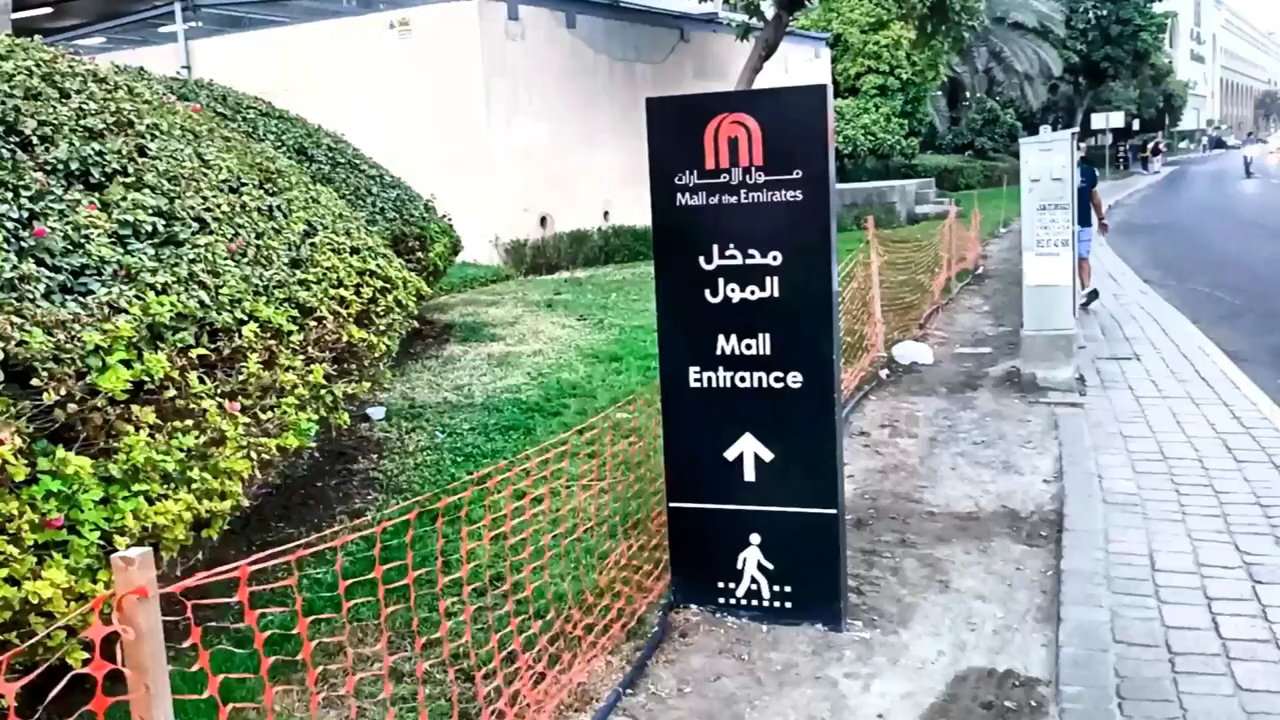 مول الإمارات
Mall of the Emirates
مدخل
المول
Mall
Entrance